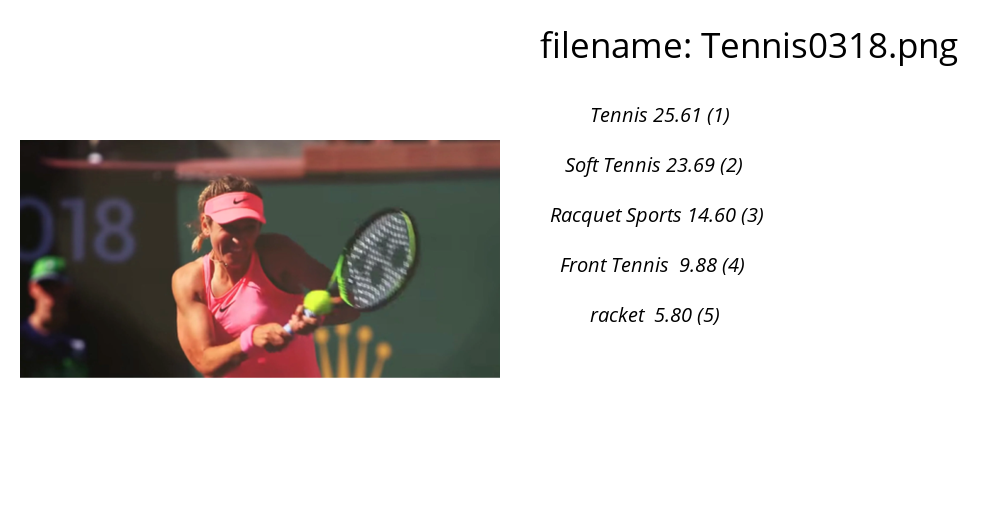 filename: Tennis0318.png
Tennis 25.61 (1)
Soft Tennis 23.69 (2)
Racquet Sports 14.60 (3)
Front Tennis 9.88 (4)
racket 5.80 (5)
018